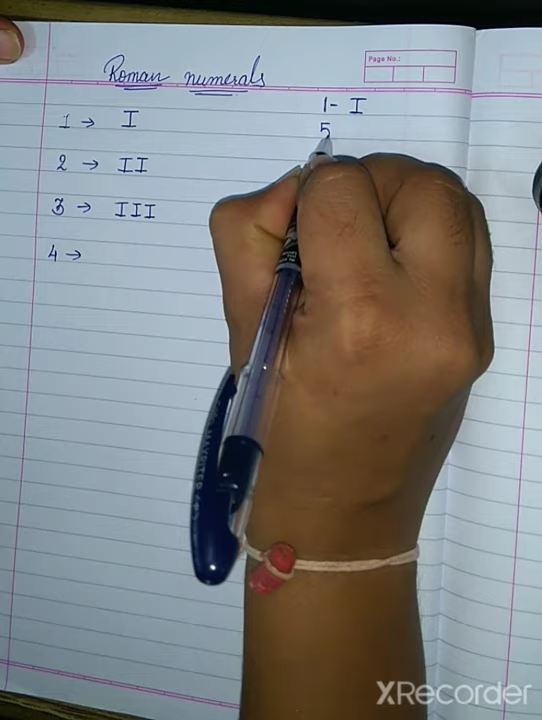 Roman numerals
Page No.:
1 → I
2 → II
3 → III
4 →
1- I
5
XRecorder